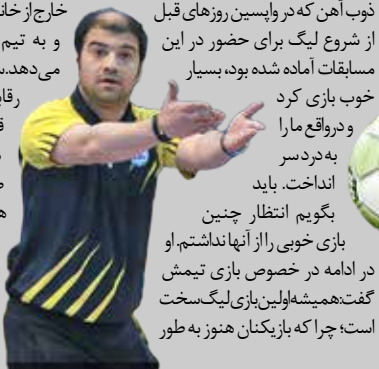 ذوب آهن که در واپسین روزهای قبل
از شروع لیگ برای حضور در این
مسابقات آماده شده بود، بسیار
خوب بازی کرد
و درواقع ما را
به دردسر
انداخت. باید
بگویم انتظار چنین
بازی خوبی را از آنها نداشتم. او
در ادامه در خصوص بازی تیمش
گفت: همیشه اولین بازی لیگ سخت
است؛ چرا که بازیکنان هنوز به طور
خارج از خانه
و به تیم
می‌دهد.